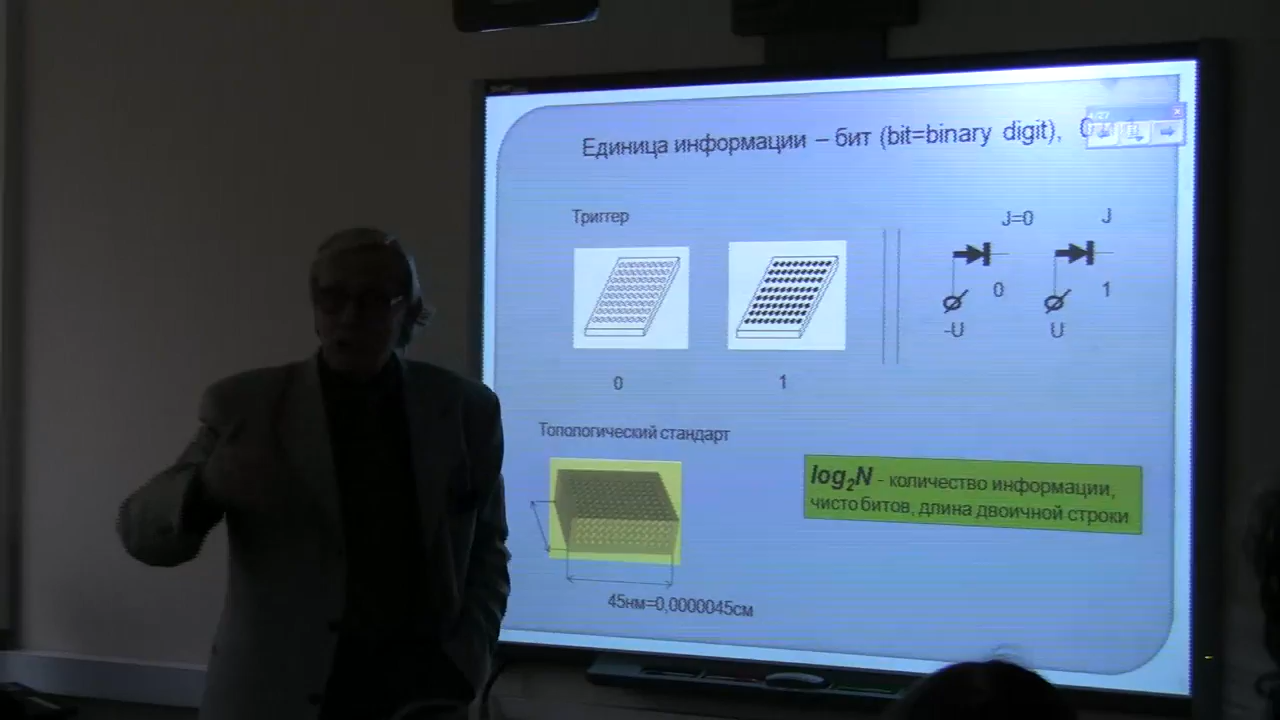 Единица информации – бит (bit=binary digit),
Триггер
J=0 J
0 1
-U U
0 1
Топологический стандарт
log2N - количество информации,
чисто битов, длина двоичной строки
45нм=0,0000045см